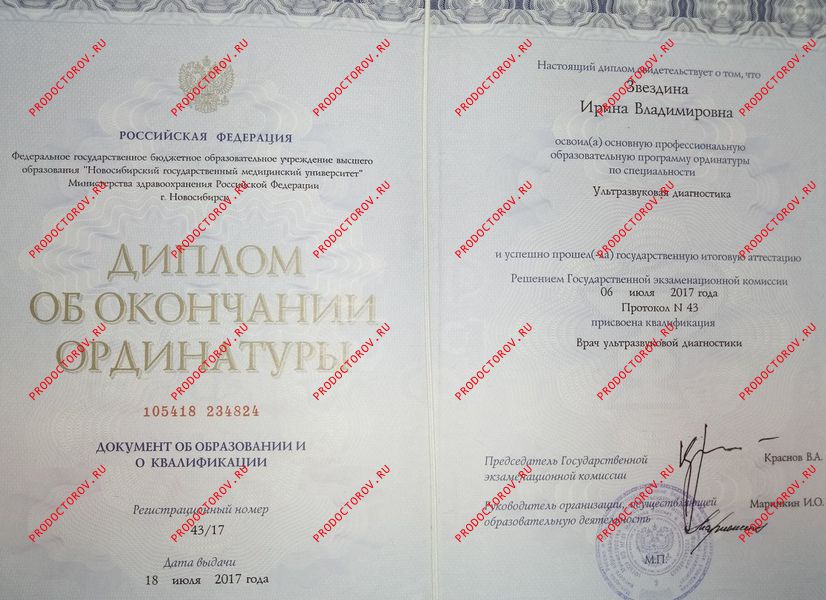 РОССИЙСКАЯ ФЕДЕРАЦИЯ
Федеральное государственное бюджетное образовательное учреждение высшего
образования "Новосибирский государственный медицинский университет"
Министерства здравоохранения Российской Федерации
г. Новосибирск
ДИПЛОМ
ОБ ОКОНЧАНИИ
ОРДИНАТУРЫ
105418 234824
ДОКУМЕНТ ОБ ОБРАЗОВАНИИ И
О КВАЛИФИКАЦИИ
Регистрационный номер
43/17
Дата выдачи
18 июля 2017 года
Настоящий диплом свидетельствует о том, что
Звездина
Ирина Владимировна
освоил(а) основную профессиональную
образовательную программу ординатуры
по специальности
Ультразвуковая диагностика
и успешно прошел(-ла) государственную итоговую аттестацию
Решением Государственной экзаменационной комиссии
06 июля 2017 года
Протокол N 43
присвоена квалификация
Врач ультразвуковой диагностики
Председатель Государственной
экзаменационной комиссии
Краснов В.А.
Руководитель организации, осуществляющей
образовательную деятельность
Маринкин И.О.
М.П.
PRODOCTOROV.RU